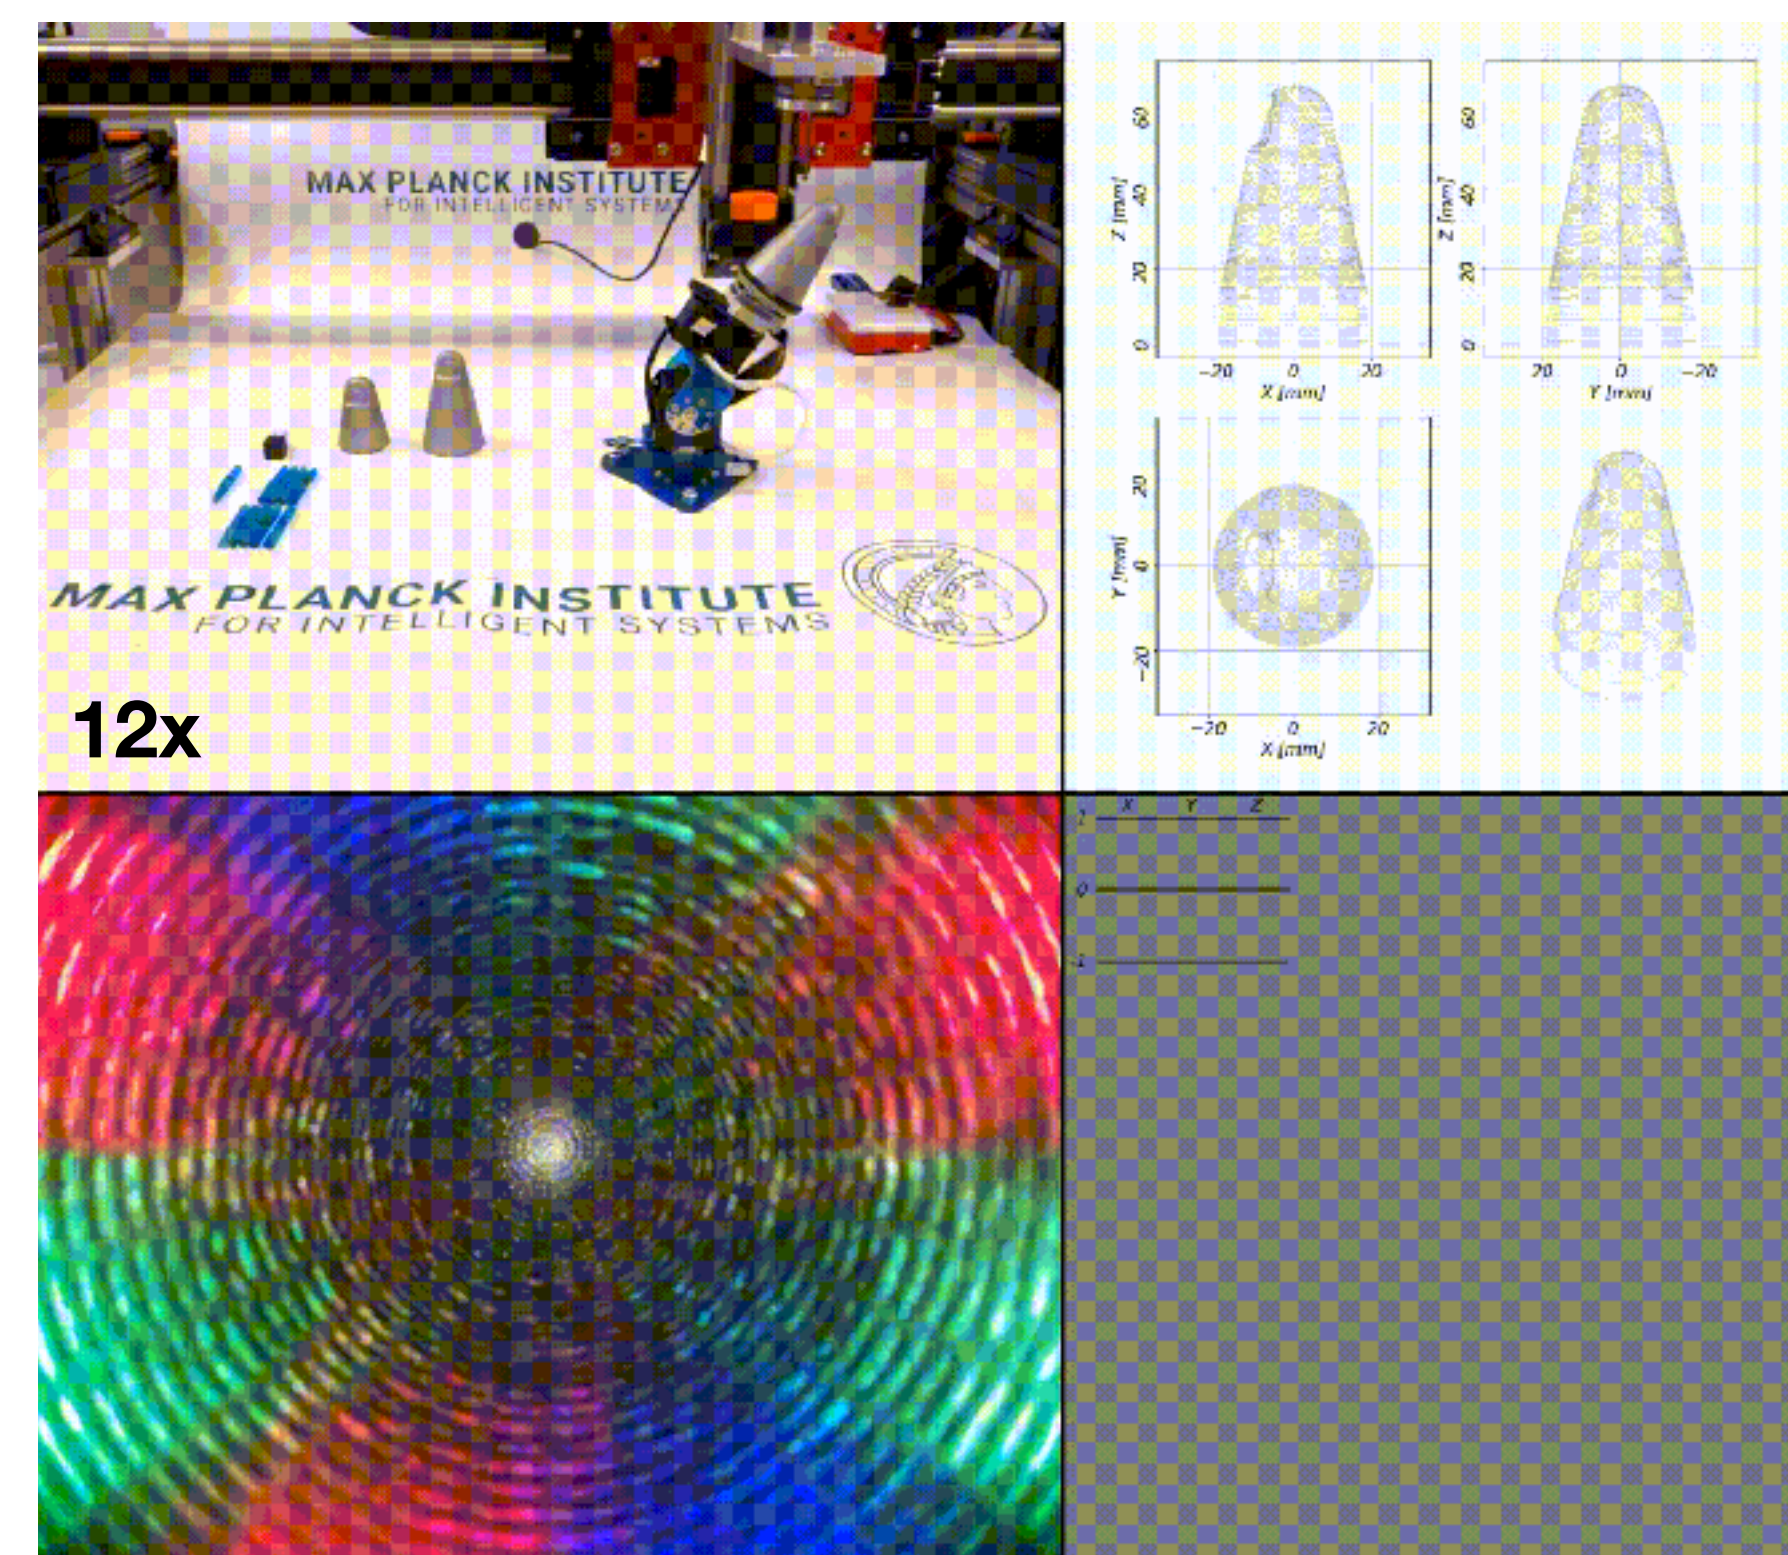 MAX PLANCK INSTITUTE
FOR INTELLIGENT SYSTEMS
MAX PLANCK INSTITUTE
FOR INTELLIGENT SYSTEMS
12x
60
40
20
0
Z [mm]
−20 0 20
X [mm]
60
40
20
0
Z [mm]
20 0 −20
Y [mm]
20
0
−20
Y [mm]
−20 0 20
X [mm]
X Y Z
1
0
-1